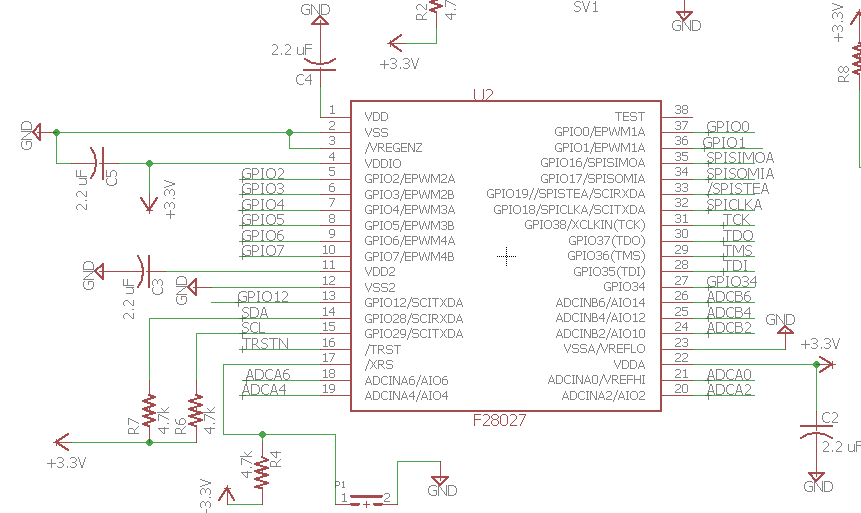 GND
R2
4.7
SV1
GND
+3.3V
2.2 uF
+3.3V
C4
R8
U2
GND
1 VDD TEST 38
2 VSS GPIO0/EPWM1A 37 GPIO0
3 /VREGENZ GPIO1/EPWM1A 36 GPIO1
4 VDDIO GPIO16/SPISIMOA 35 SPISIMOA
GPIO2 5 GPIO2/EPWM2A GPIO17/SPISOMIA 34 SPISOMIA
GPIO3 6 GPIO3/EPWM2B GPIO19//SPISTEA/SCIRXDA 33 /SPISTEA
GPIO4 7 GPIO4/EPWM3A GPIO18/SPICLKA/SCITXDA 32 SPICLKA
GPIO5 8 GPIO5/EPWM3B GPIO38/XCLKIN(TCK) 31 TCK
GPIO6 9 GPIO6/EPWM4A GPIO37(TDO) 30 TDO
GPIO7 10 GPIO7/EPWM4B GPIO36(TMS) 29 TMS
11 VDD2 GPIO35(TDI) 28 TDI
12 VSS2 GPIO34 27 GPIO34
GPIO12 13 GPIO12/SCITXDA ADCINB6/AIO14 26 ADCB6
SDA 14 GPIO28/SCIRXDA ADCINB4/AIO12 25 ADCB4
SCL 15 GPIO29/SCITXDA ADCINB2/AIO10 24 ADCB2
TRSTN 16 /TRST VSSA/VREFLO 23
17 /XRS VDDA 22
ADCA6 18 ADCINA6/AIO6 ADCINA0/VREFHI 21 ADCA0
ADCA4 19 ADCINA4/AIO4 ADCINA2/AIO2 20 ADCA2
F28027
2.2 uF
C5
+3.3V
GND
2.2 uF
C3
GND
GND
+3.3V
R7
4.7k
R6
4.7k
+3.3V
4.7k
R4
+3.3V
P1
1 2
GND
C2
2.2 uF
GND